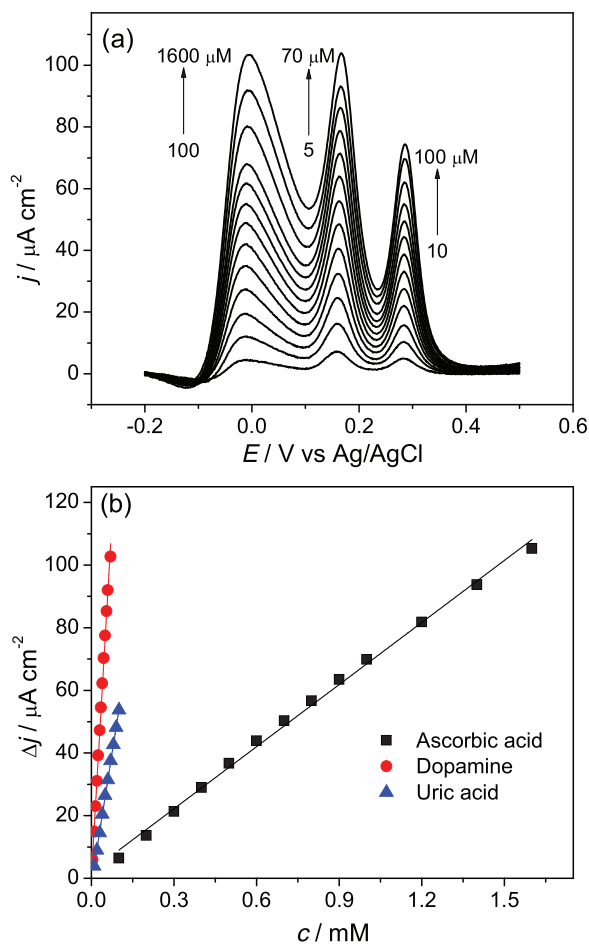 (a)
1600 μM
70 μM
100
5
100 μM
10
j / μA cm-2
100
80
60
40
20
0
-0.2
0.0
0.2
0.4
0.6
E / V vs Ag/AgCl
(b)
Δj / μA cm-2
120
100
80
60
40
20
0
Ascorbic acid
Dopamine
Uric acid
0.0
0.3
0.6
0.9
1.2
1.5
c / mM